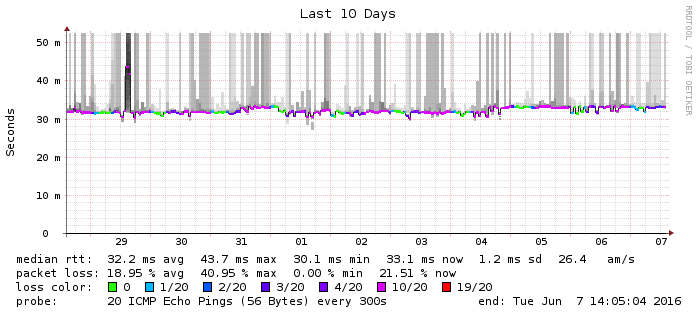 Last 10 Days
RRDTOOL / TOBI OETIKER
Seconds
50 m
40 m
30 m
20 m
10 m
0
29 30 31 01 02 03 04 05 06 07
median rtt: 32.2 ms avg 43.7 ms max 30.1 ms min 33.1 ms now 1.2 ms sd 26.4 am/s
packet loss: 18.95 % avg 40.95 % max 0.00 % min 21.51 % now
loss color: 0 1/20 2/20 3/20 4/20 10/20 19/20
probe: 20 ICMP Echo Pings (56 Bytes) every 300s end: Tue Jun 7 14:05:04 2016